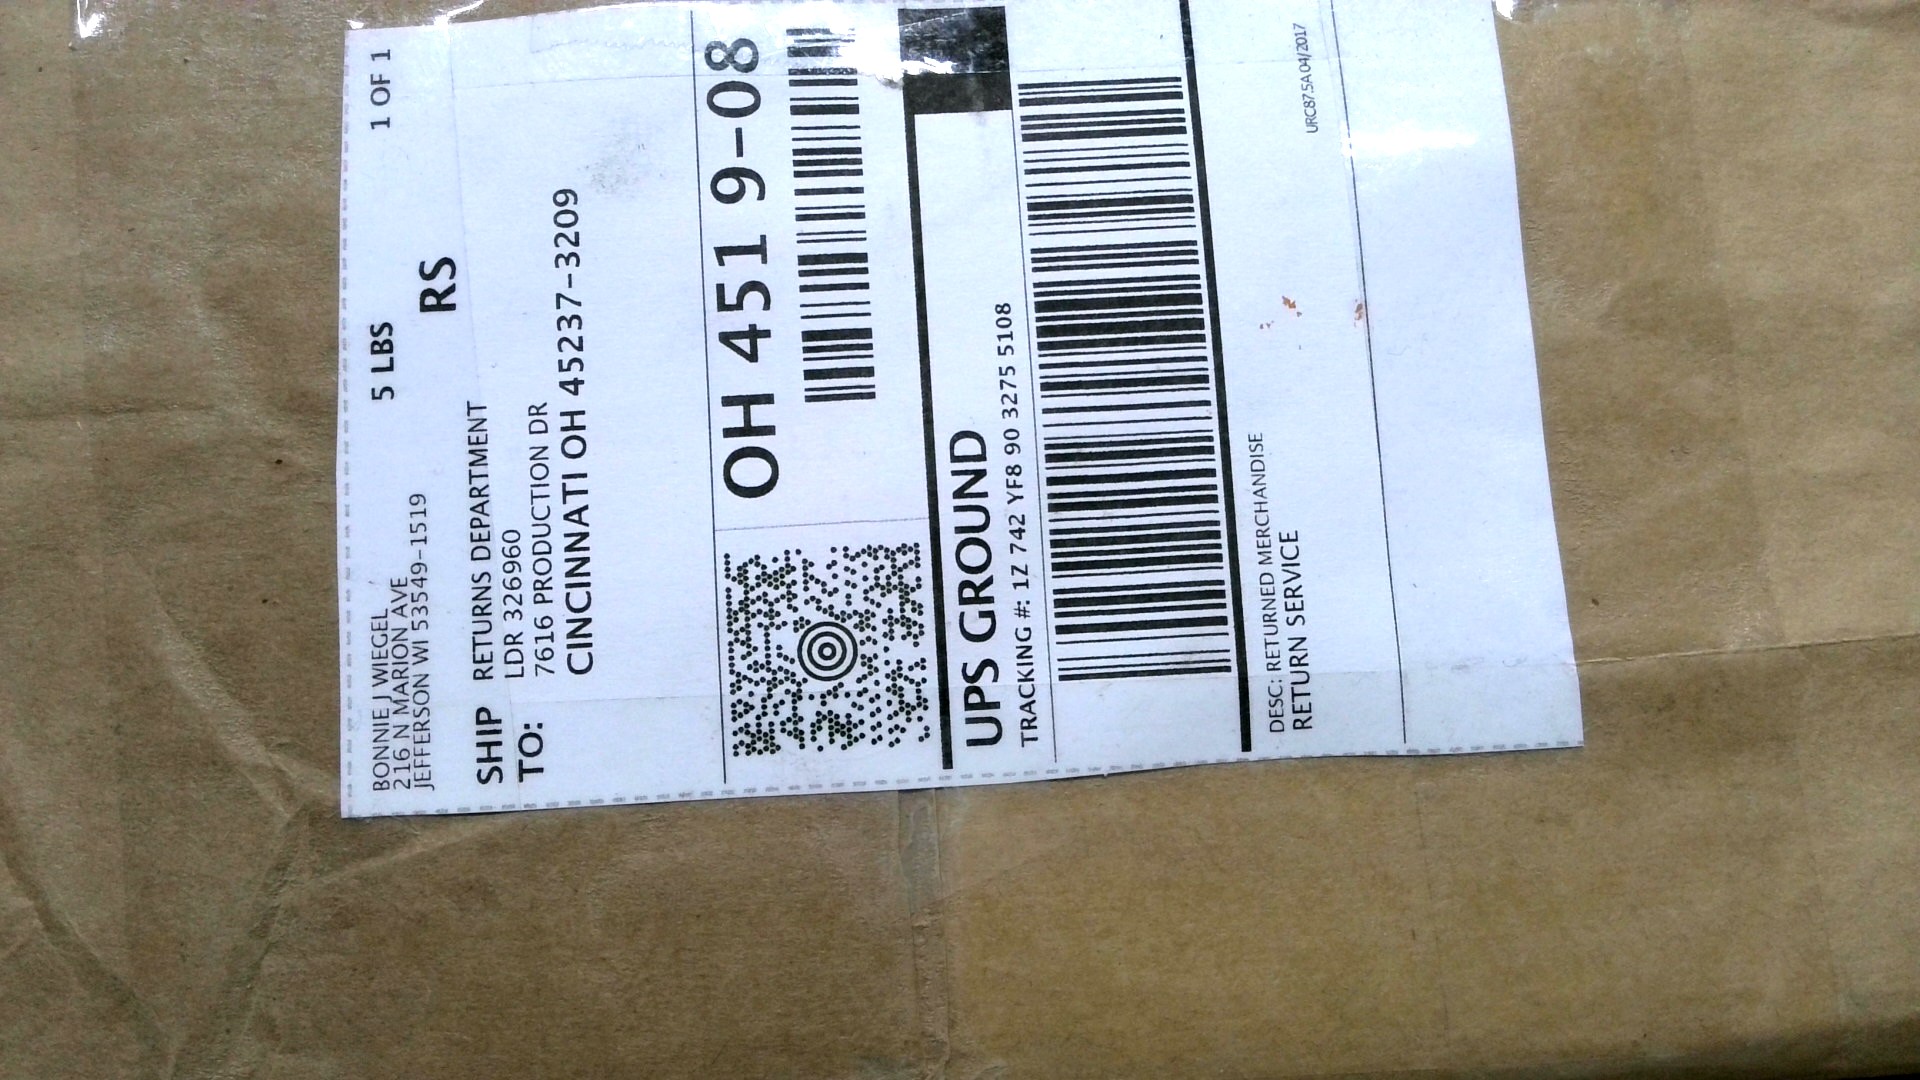 BONNIE J WIEGEL
216 N MARION AVE
JEFFERSON WI 53549-1519
5 LBS
1 OF 1
RS
SHIP
TO:
RETURNS DEPARTMENT
LDR 326960
7616 PRODUCTION DR
CINCINNATI OH 45237-3209
OH 451 9-08
UPS GROUND
TRACKING #: 1Z 742 YF8 90 3275 5108
DESC: RETURNED MERCHANDISE
RETURN SERVICE
URC87.5A 04/2017